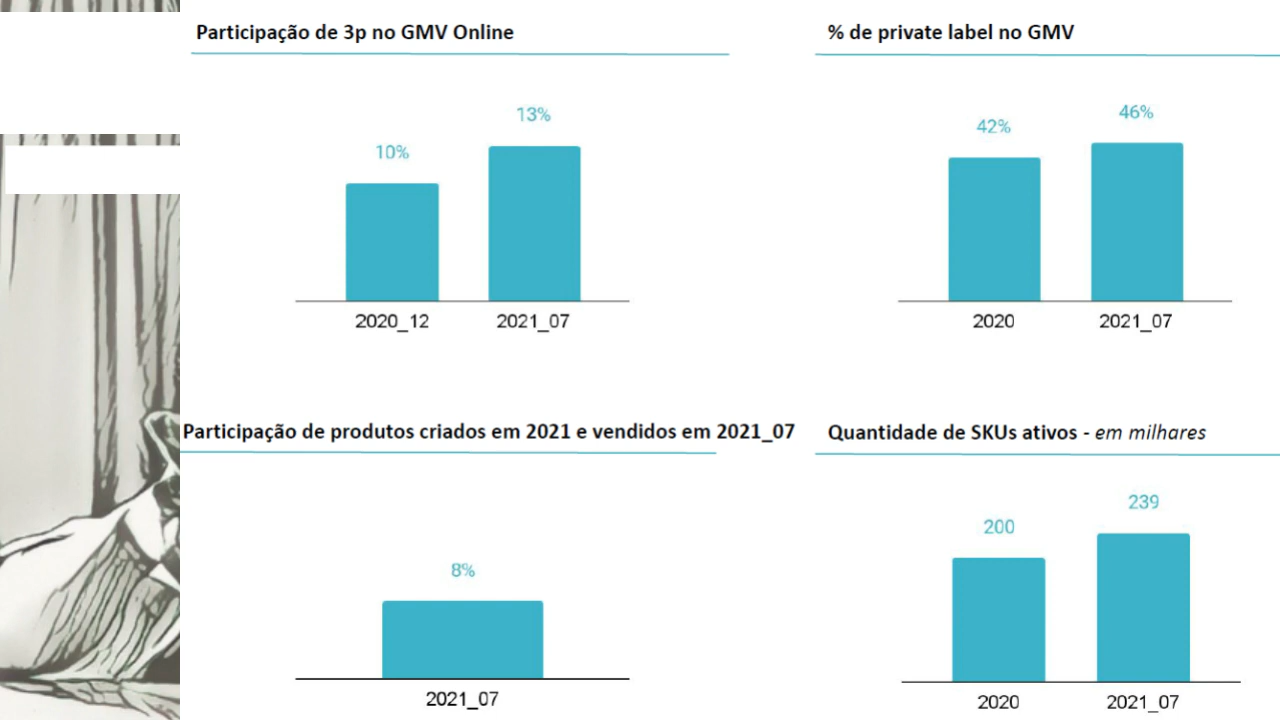 Participação de 3p no GMV Online
13%
10%
2020_12 2021_07
% de private label no GMV
46%
42%
2020 2021_07
Participação de produtos criados em 2021 e vendidos em 2021_07
8%
2021_07
Quantidade de SKUs ativos - em milhares
239
200
2020 2021_07